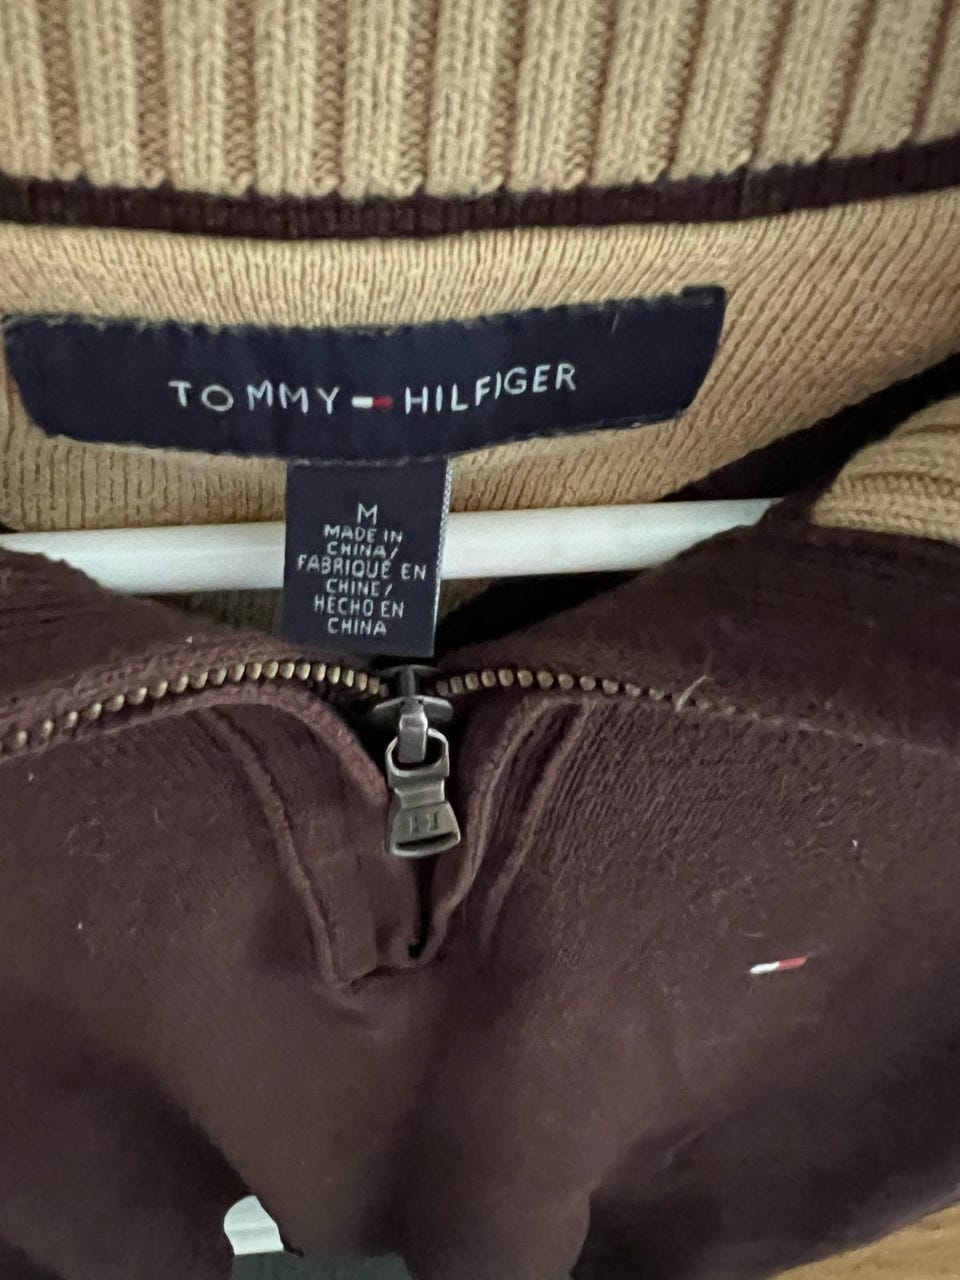 TOMMY HILFIGER
M
MADE IN
CHINA/
FABRIQUÉ EN
CHINE/
HECHO EN
CHINA
H